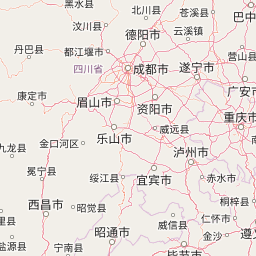 黑水县
北川县
苍溪县
巴中
汶川县
德阳市
云溪镇
丹巴县
都江堰市
营山县
四川省
成都市
遂宁市
康定市
眉山市
资阳市
广安
威远县
重庆
金口河区
乐山市
九龙县
泸州市
冕宁县
绥江县
宜宾市
赤水市
桐梓县
西昌市
昭觉县
威信县
仁怀市
昭通市
金沙
遵义
盐源县
宁南县
毕节市